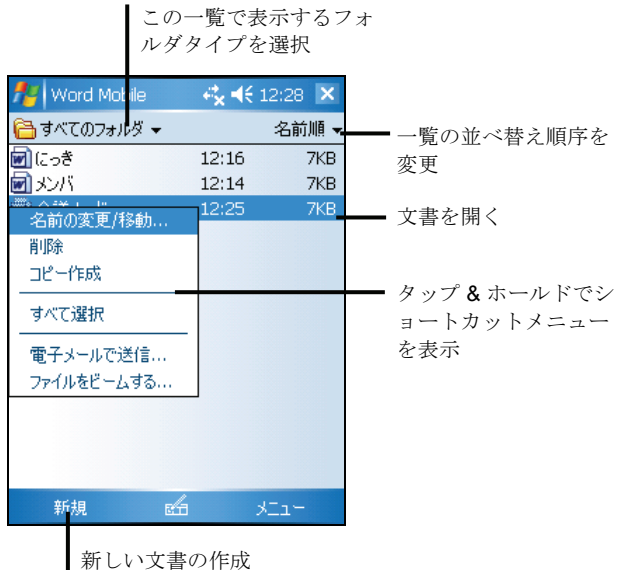 この一覧で表示するフォ
ルダタイプを選択
Word Mobile 12:28
すべてのフォルダ 名前順
にっき 12:16 7KB
メンバ 12:14 7KB
12:25 7KB
名前の変更/移動...
削除
コピー作成
すべて選択
電子メールで送信...
ファイルをビームする...
新規 メニュー
一覧の並べ替え順序を
変更
文書を開く
タップ & ホールドでシ
ョートカットメニュー
を表示
新しい文書の作成